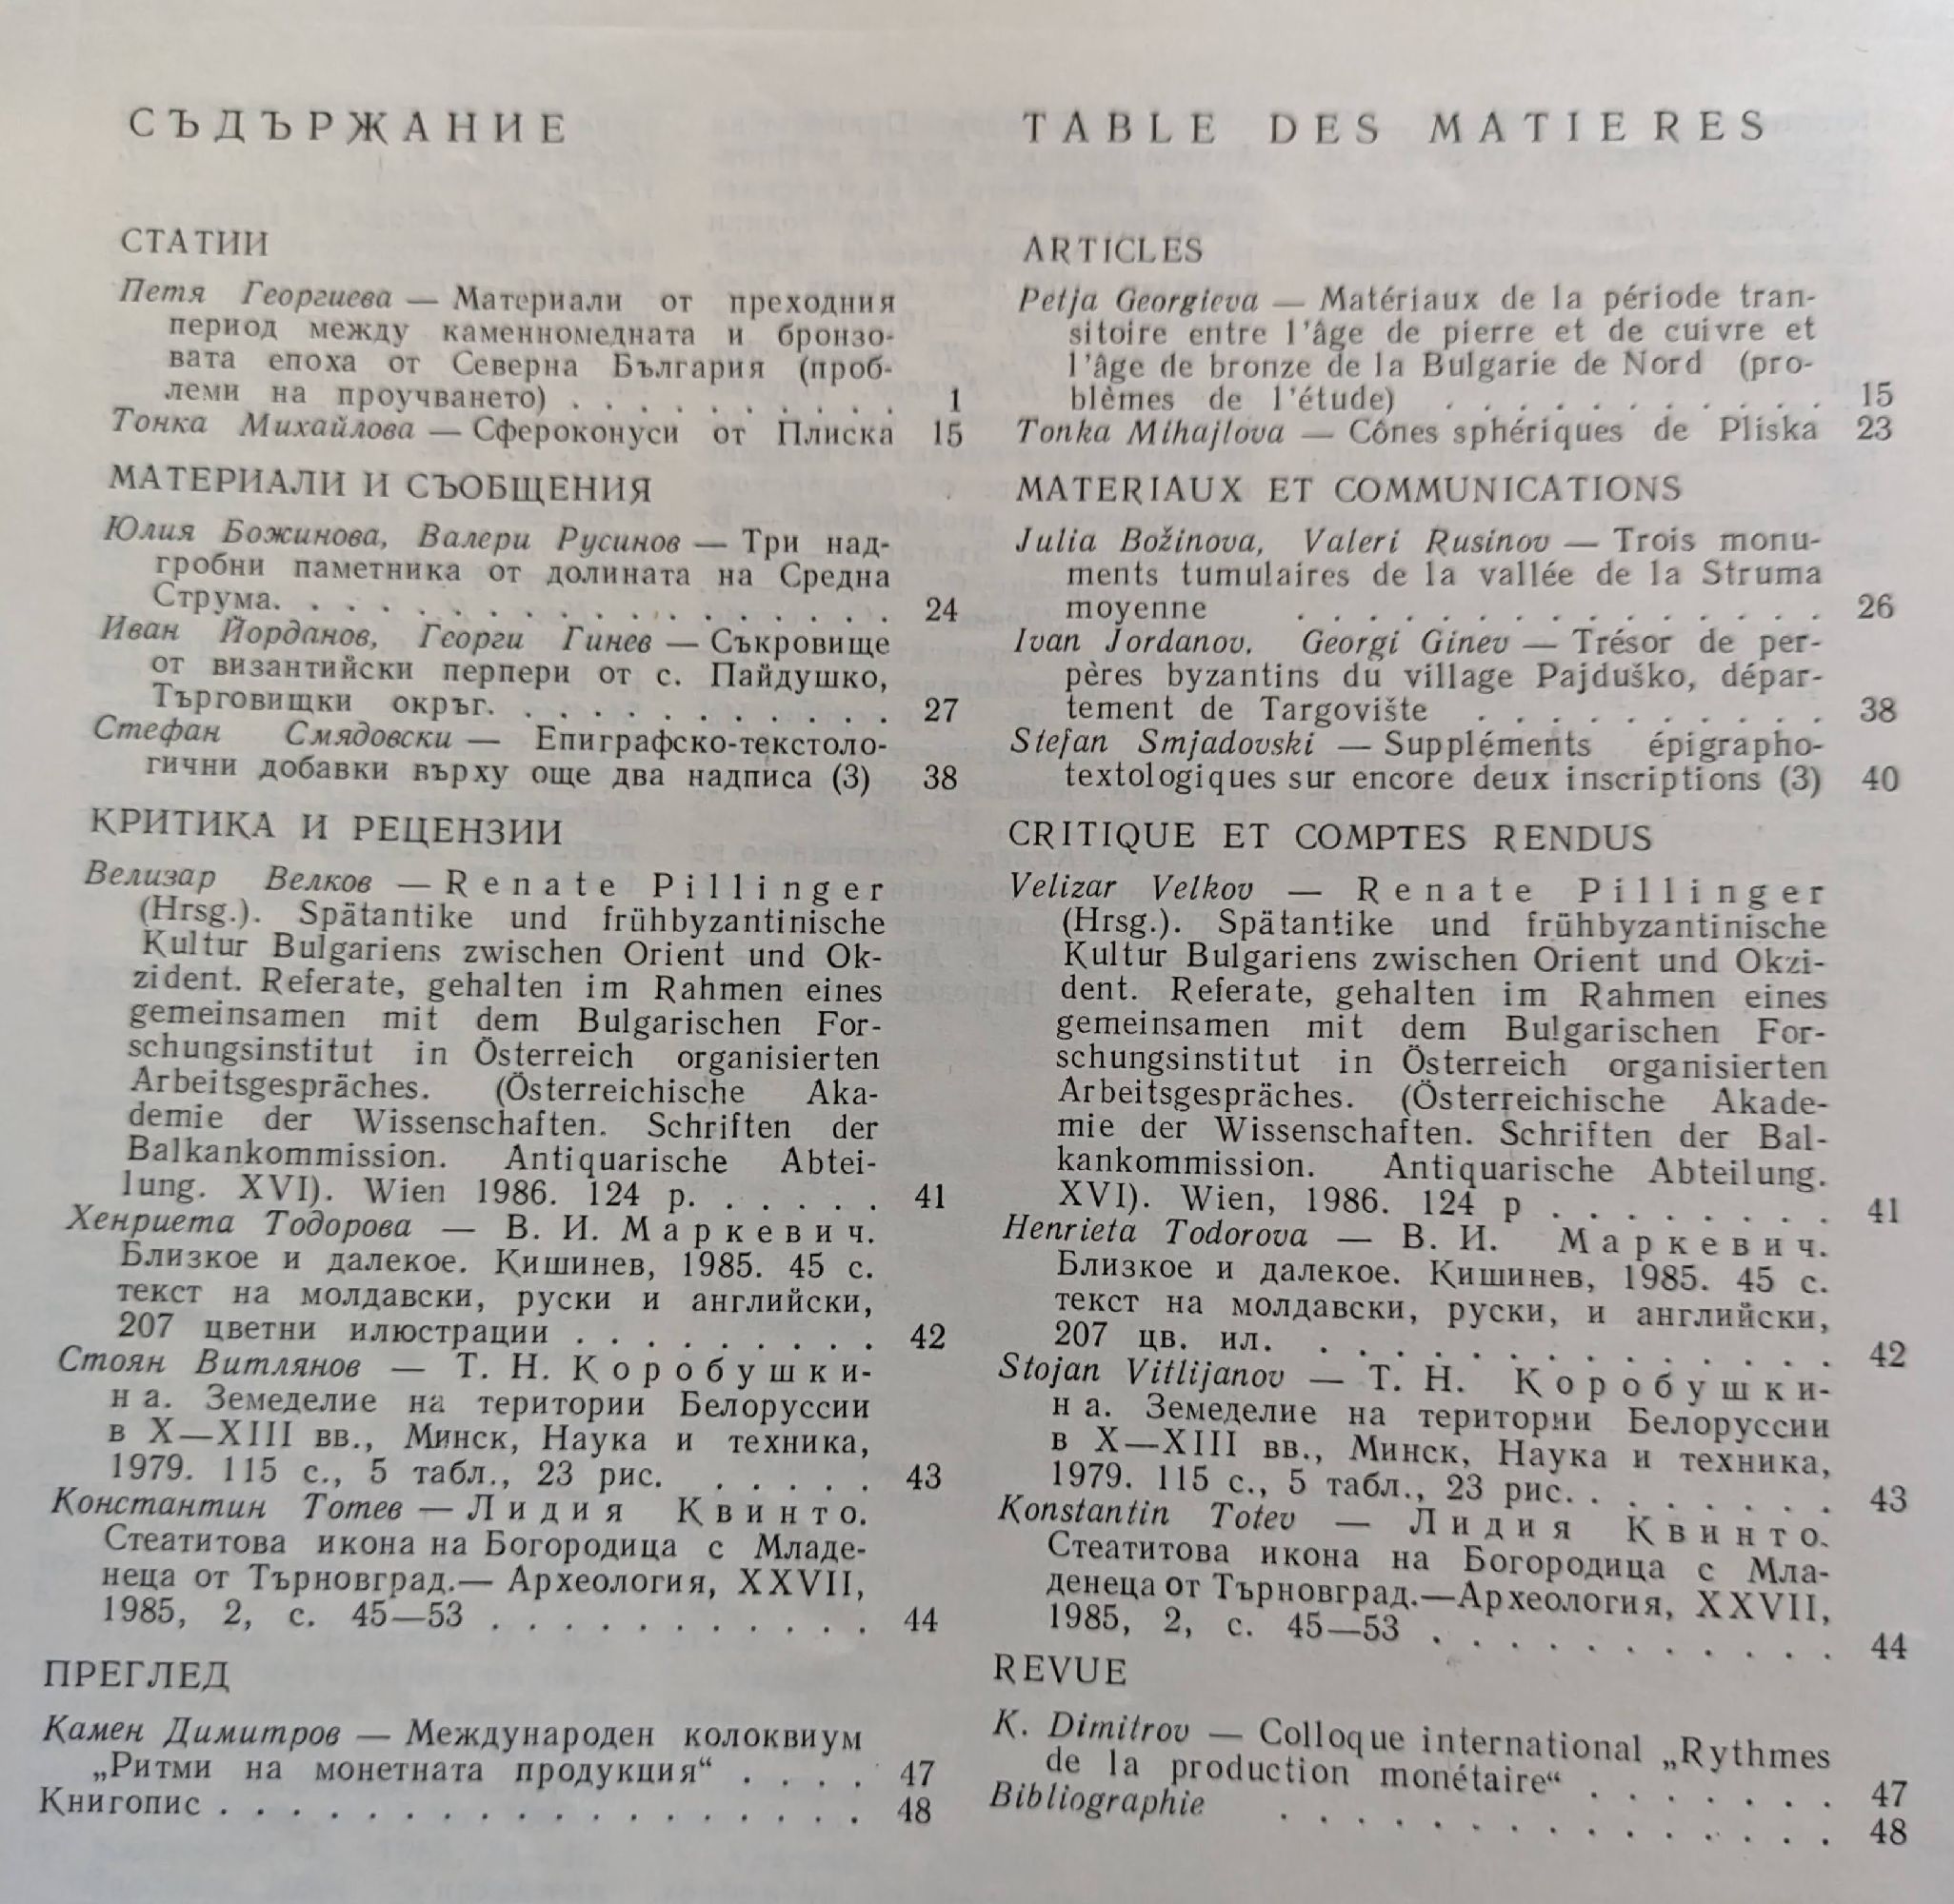 СЪДЪРЖАНИЕ
СТАТИИ
Петя Георгиева — Материали от преходния
период между каменномедната и бронзо-
вата епоха от Северна България (проб-
леми на проучването) . . . . . . . . . . 1
Тонка Михайлова — Сфероконуси от Плиска 15
МАТЕРИАЛИ И СЪОБЩЕНИЯ
Юлия Божинова, Валери Русинов — Три над-
гробни паметника от долината на Средна
Струма. . . . . . . . . . . . . . . . . . 24
Иван Йорданов, Георги Гинев — Съкровище
от византийски перпери от с. Пайдушко,
Търговищки окръг. . . . . . . . . . . . 27
Стефан Смядовски — Епиграфско-текстоло-
гични добавки върху още два надписа (3) 38
КРИТИКА И РЕЦЕНЗИИ
Велизар Велков — Renate Pillinger
(Hrsg.). Spätantike und frühbyzantinische
Kultur Bulgariens zwischen Orient und Ok-
zident. Referate, gehalten im Rahmen eines
gemeinsamen mit dem Bulgarischen For-
schungsinstitut in Österreich organisierten
Arbeitsgespräches. (Österreichische Aka-
demie der Wissenschaften. Schriften der
Balkankommission. Antiquarische Abtei-
lung. XVI). Wien 1986. 124 p. . . . . . 41
Хенриета Тодорова — В. И. Маркевич.
Близкое и далекое. Кишинев, 1985. 45 с.
текст на молдавски, руски и английски,
207 цветни илюстрации . . . . . . . . . 42
Стоян Витлянов — Т. Н. Коробушки-
на. Земеделие на територии Белоруссии
в X—XIII вв., Минск, Наука и техника,
1979. 115 с., 5 табл., 23 рис. . . . . . 43
Константин Тотев — Лидия Квинто.
Стеатитова икона на Богородица с Младе-
неца от Търновград.— Археология, XXVII,
1985, 2, с. 45—53 . . . . . . . . . . . . 44
ПРЕГЛЕД
Камен Димитров — Международен колоквиум
„Ритми на монетната продукция“ . . . . 47
Книгопис . . . . . . . . . . . . . . . . . . 48
TABLE DES MATIERES
ARTICLES
Petja Georgieva — Matériaux de la période tran-
sitoire entre l'âge de pierre et de cuivre et
l'âge de bronze de la Bulgarie de Nord (pro-
blèmes de l'étude) . . . . . . . . . . . 15
Tonka Mihajlova — Cônes sphériques de Pliska 23
MATERIAUX ET COMMUNICATIONS
Julia Božinova, Valeri Rusinov — Trois monu-
ments tumulaires de la vallée de la Struma
moyenne . . . . . . . . . . . . . . . 26
Ivan Jordanov, Georgi Ginev — Trésor de per-
pères byzantins du village Pajduško, dépar-
tement de Targovište . . . . . . . . . . 38
Stefan Smjadovski — Suppléments épigrapho-
textologiques sur encore deux inscriptions (3) 40
CRITIQUE ET COMPTES RENDUS
Velizar Velkov — Renate Pillinger
(Hrsg.). Spätantike und frühbyzantinische
Kultur Bulgariens zwischen Orient und Okzi-
dent. Referate, gehalten im Rahmen eines
gemeinsamen mit dem Bulgarischen For-
schungsinstitut in Österreich organisierten
Arbeitsgespräches. (Österreichische Akade-
mie der Wissenschaften. Schriften der Bal-
kankommission. Antiquarische Abteilung.
XVI). Wien, 1986. 124 p . . . . . . . . 41
Henrieta Todorova — В. И. Маркевич.
Близкое и далекое. Кишинев, 1985. 45 с.
текст на молдавски, руски, и английски,
207 цв. ил. . . . . . . . . . . . . . . 42
Stojan Vitlijanov — Т. Н. Коробушки-
на. Земеделие на територии Белоруссии
в X—XIII вв., Минск, Наука и техника,
1979. 115 с., 5 табл., 23 рис. . . . . . . . 43
Konstantin Totev — Лидия Квинто.
Стеатитова икона на Богородица с Мла-
денеца от Търновград.—Археология, XXVII,
1985, 2, с. 45—53 . . . . . . . . . . . 44
REVUE
K. Dimitrov — Colloque international „Rythmes
de la production monétaire“ . . . . . . . 47
Bibliographie . . . . . . . . . . . . . . . 48